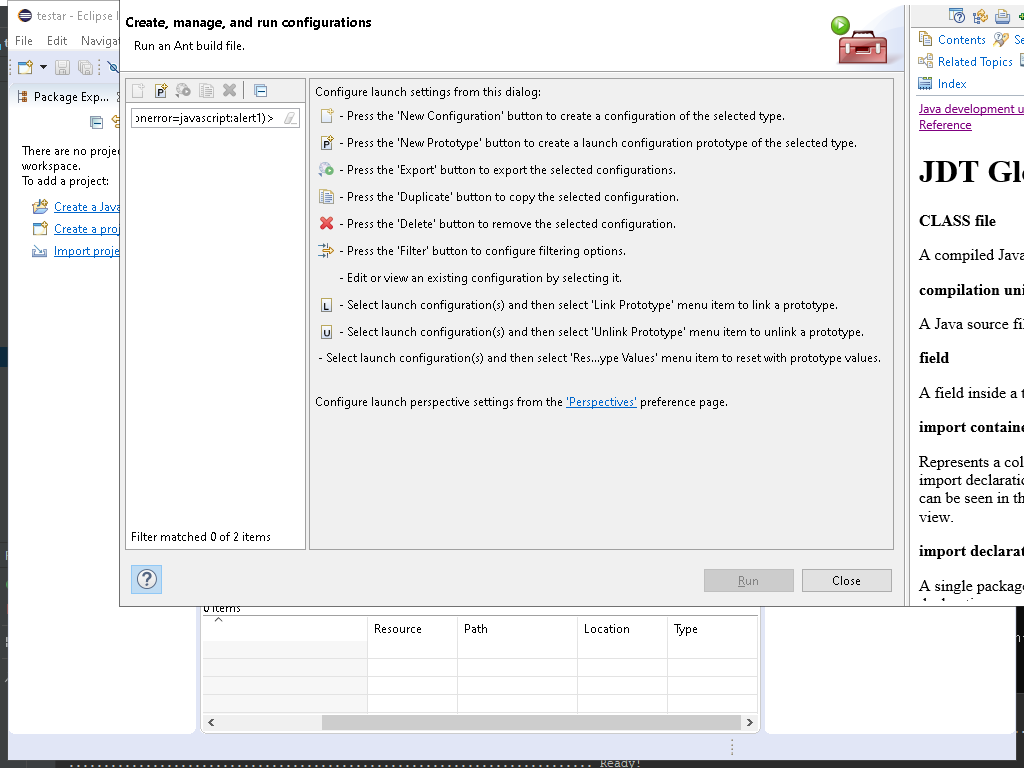 testar - Eclipse I
File Edit Navigat
Package Exp...
There are no proje
workspace.
To add a project:
Create a Java
Create a proj
Import proje
Create, manage, and run configurations
Run an Ant build file.
onerror=javascript:alert1)>
Filter matched 0 of 2 items
Configure launch settings from this dialog:
- Press the 'New Configuration' button to create a configuration of the selected type.
- Press the 'New Prototype' button to create a launch configuration prototype of the selected type.
- Press the 'Export' button to export the selected configurations.
- Press the 'Duplicate' button to copy the selected configuration.
- Press the 'Delete' button to remove the selected configuration.
- Press the 'Filter' button to configure filtering options.
- Edit or view an existing configuration by selecting it.
L - Select launch configuration(s) and then select 'Link Prototype' menu item to link a prototype.
U - Select launch configuration(s) and then select 'Unlink Prototype' menu item to unlink a prototype.
- Select launch configuration(s) and then select 'Res...ype Values' menu item to reset with prototype values.
Configure launch perspective settings from the 'Perspectives' preference page.
Run Close
Contents Se
Related Topics
Index
Java development u
Reference
JDT Glo
CLASS file
A compiled Java
compilation uni
A Java source fil
field
A field inside a t
import containe
Represents a col
import declaratio
can be seen in th
view.
import declarat
A single package
0 items
Resource Path Location Type
Ready!